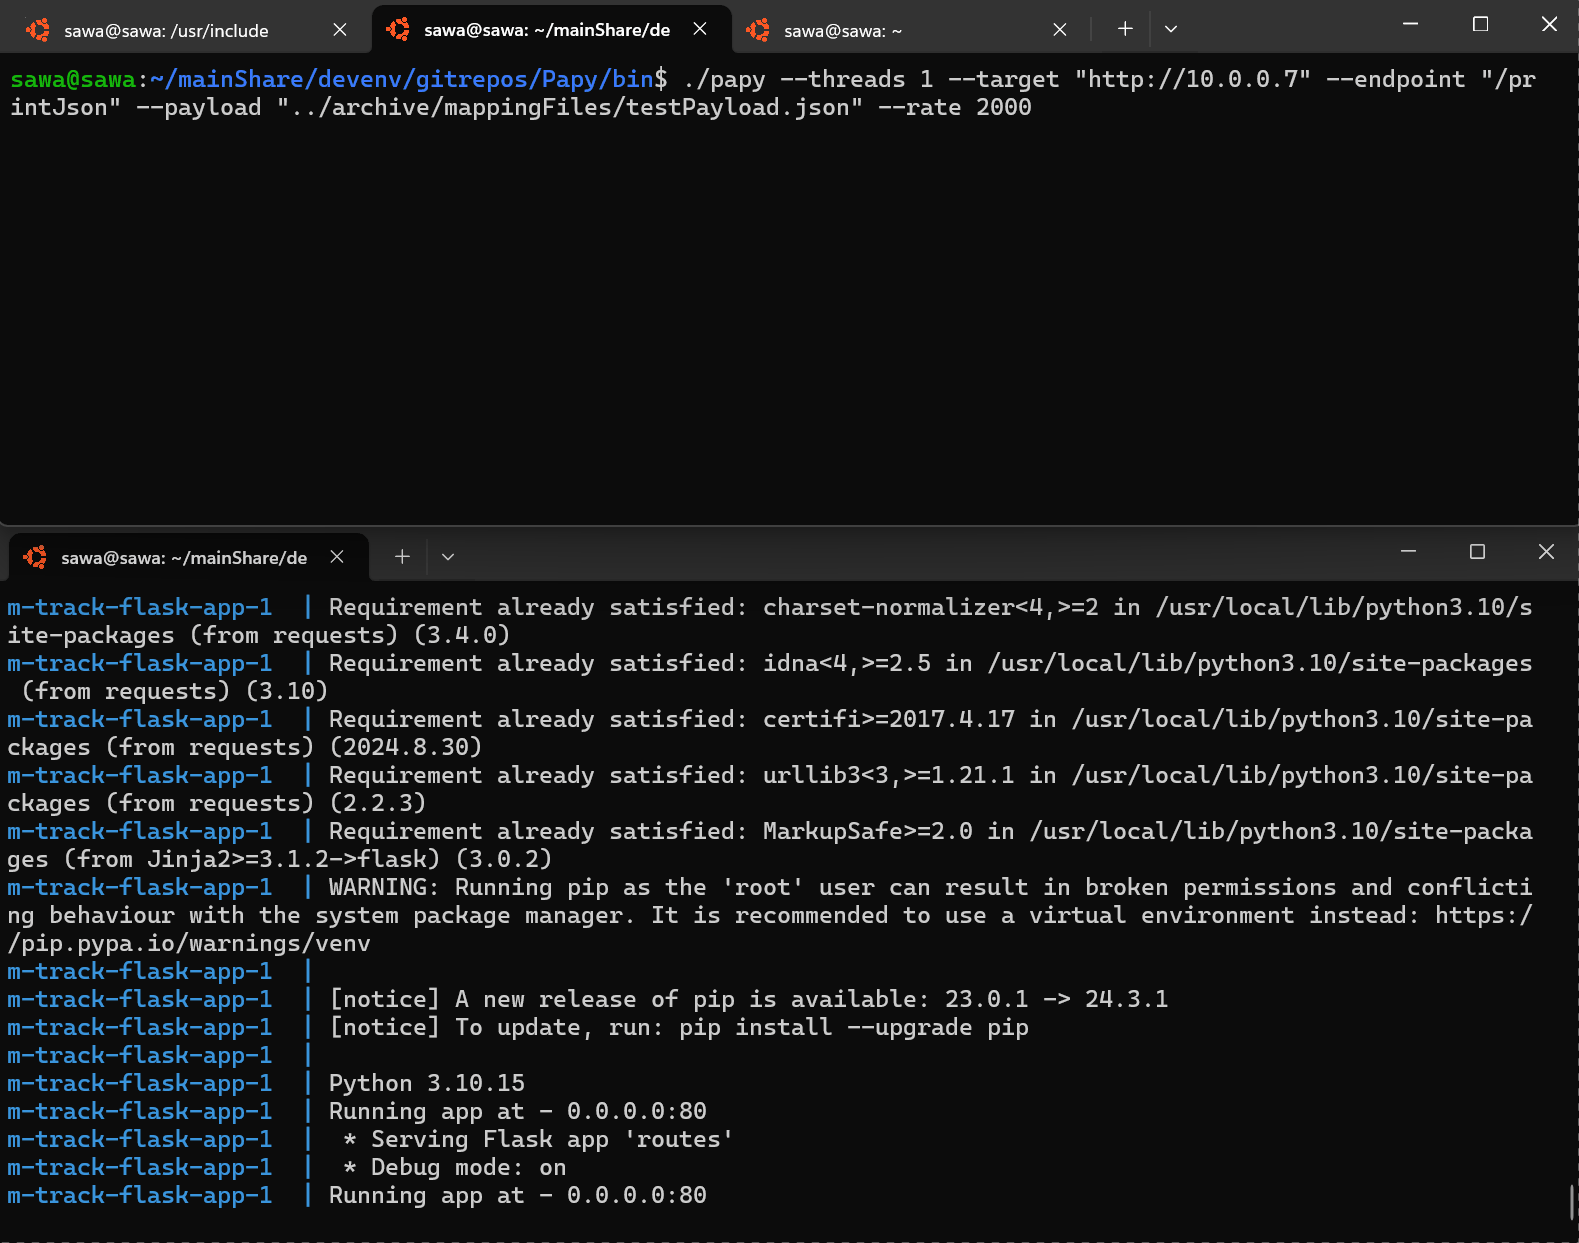 sawa@sawa: /usr/include
sawa@sawa: ~/mainShare/de
sawa@sawa: ~
sawa@sawa:~/mainShare/devenv/gitrepos/Papy/bin$ ./papy --threads 1 --target "http://10.0.0.7" --endpoint "/pr
intJson" --payload "../archive/mappingFiles/testPayload.json" --rate 2000
sawa@sawa: ~/mainShare/de
m-track-flask-app-1  | Requirement already satisfied: charset-normalizer<4,>=2 in /usr/local/lib/python3.10/s
ite-packages (from requests) (3.4.0)
m-track-flask-app-1  | Requirement already satisfied: idna<4,>=2.5 in /usr/local/lib/python3.10/site-packages
 (from requests) (3.10)
m-track-flask-app-1  | Requirement already satisfied: certifi>=2017.4.17 in /usr/local/lib/python3.10/site-pa
ckages (from requests) (2024.8.30)
m-track-flask-app-1  | Requirement already satisfied: urllib3<3,>=1.21.1 in /usr/local/lib/python3.10/site-pa
ckages (from requests) (2.2.3)
m-track-flask-app-1  | Requirement already satisfied: MarkupSafe>=2.0 in /usr/local/lib/python3.10/site-packa
ges (from Jinja2>=3.1.2->flask) (3.0.2)
m-track-flask-app-1  | WARNING: Running pip as the 'root' user can result in broken permissions and conflicti
ng behaviour with the system package manager. It is recommended to use a virtual environment instead: https:/
/pip.pypa.io/warnings/venv
m-track-flask-app-1  |
m-track-flask-app-1  | [notice] A new release of pip is available: 23.0.1 -> 24.3.1
m-track-flask-app-1  | [notice] To update, run: pip install --upgrade pip
m-track-flask-app-1  |
m-track-flask-app-1  | Python 3.10.15
m-track-flask-app-1  | Running app at - 0.0.0.0:80
m-track-flask-app-1  |  * Serving Flask app 'routes'
m-track-flask-app-1  |  * Debug mode: on
m-track-flask-app-1  | Running app at - 0.0.0.0:80